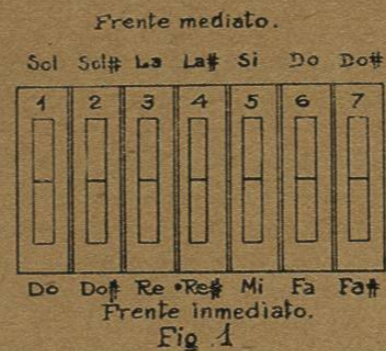 Frente mediato.
Sol Sol# La La# Si Do Do#
1 2 3 4 5 6 7
Do Do# Re Re# Mi Fa Fa#
Frente inmediato.
Fig 1